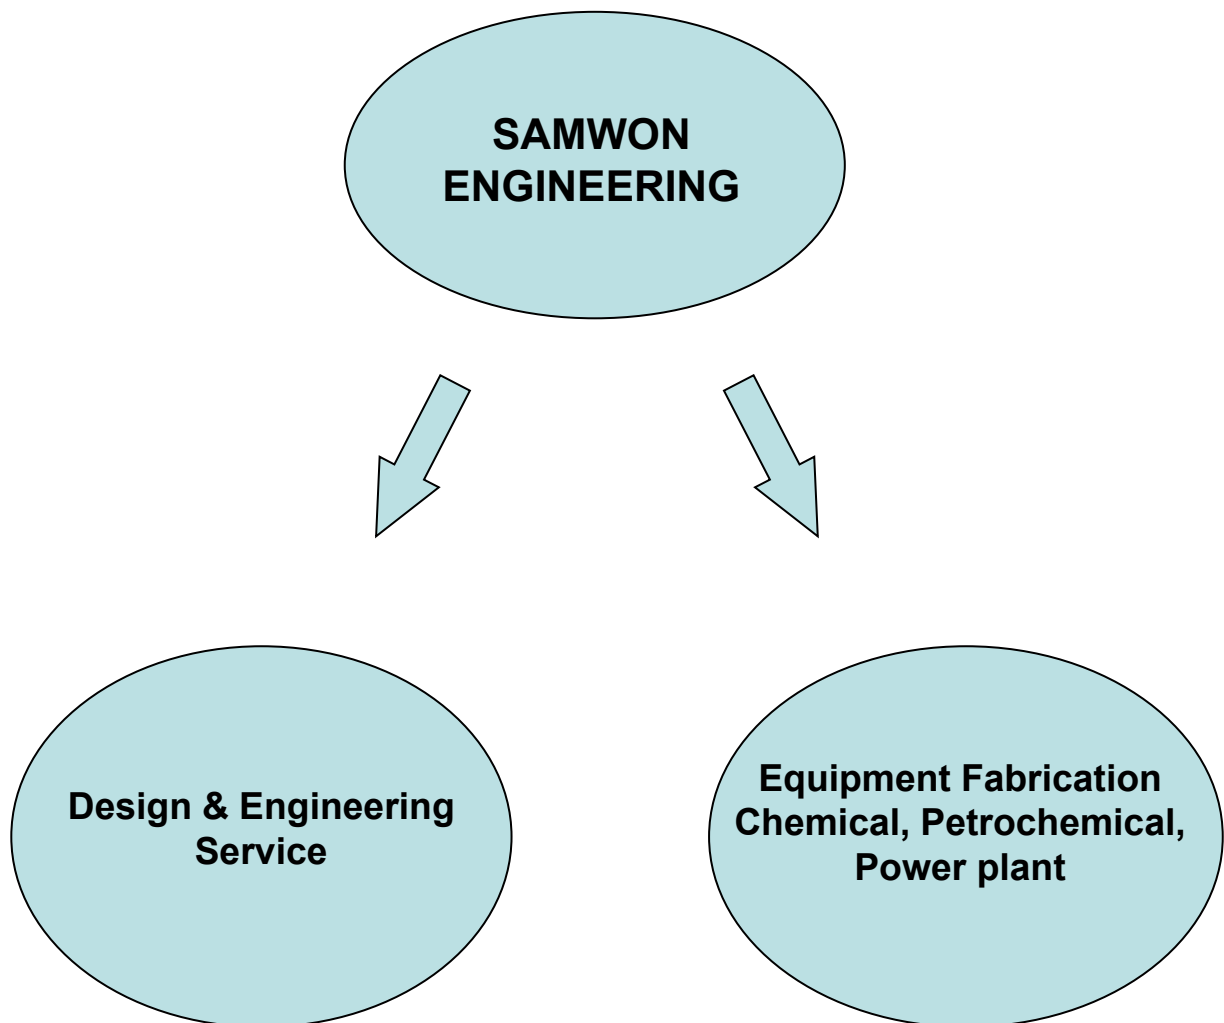 SAMWON
ENGINEERING
Design & Engineering
Service
Equipment Fabrication
Chemical, Petrochemical,
Power plant